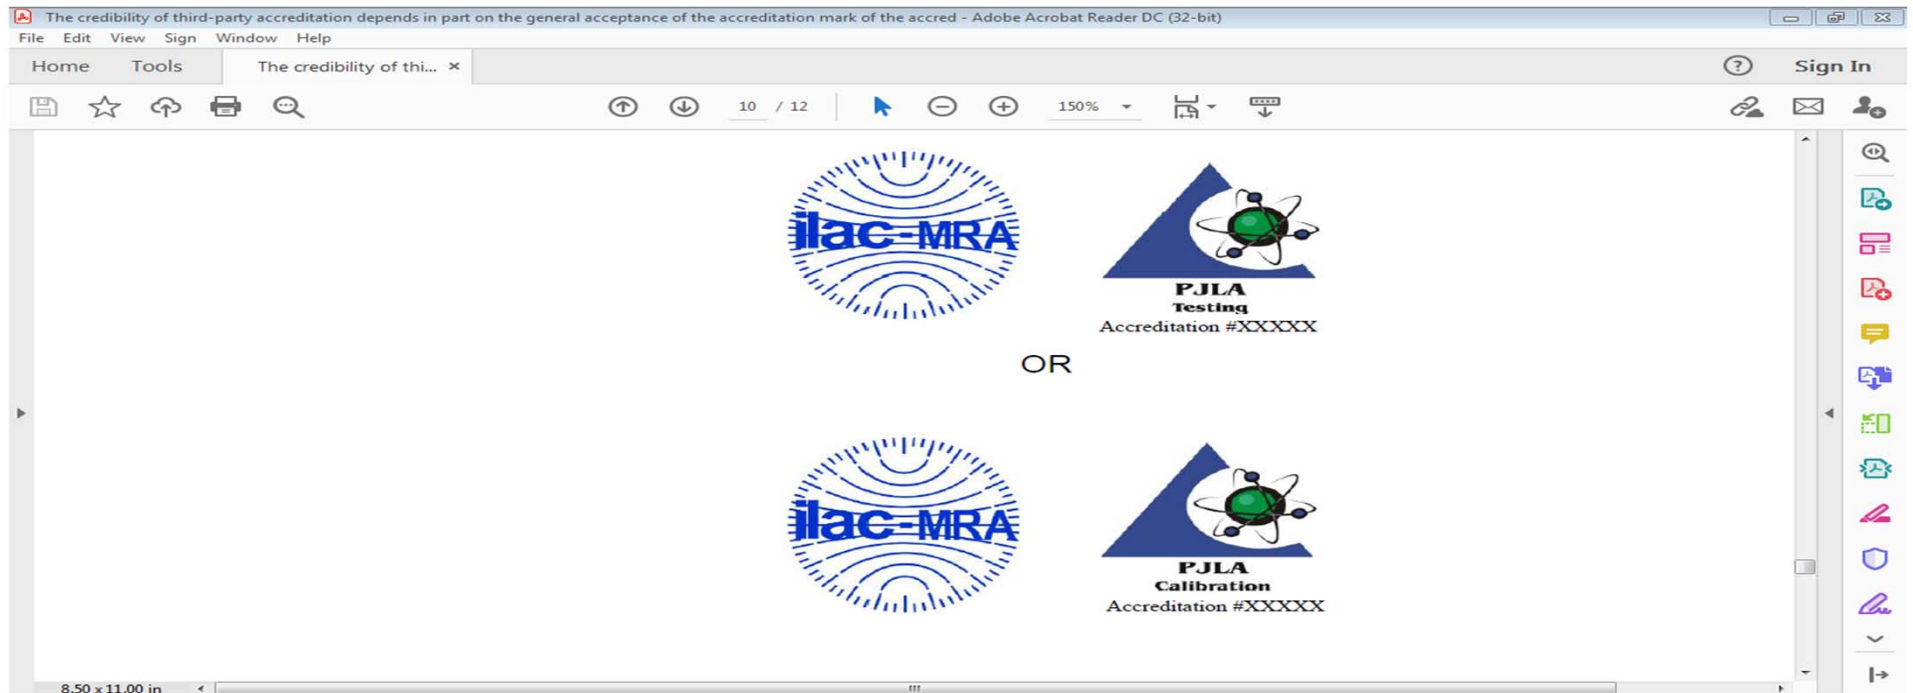 The credibility of third-party accreditation depends in part on the general acceptance of the accreditation mark of the accred - Adobe Acrobat Reader DC (32-bit)
File Edit View Sign Window Help
Home Tools The credibility of thi... × Sign In
10 / 12 150%
ilac-MRA
PJLA
Testing
Accreditation #XXXXX
OR
ilac-MRA
PJLA
Calibration
Accreditation #XXXXX
8.50 x 11.00 in